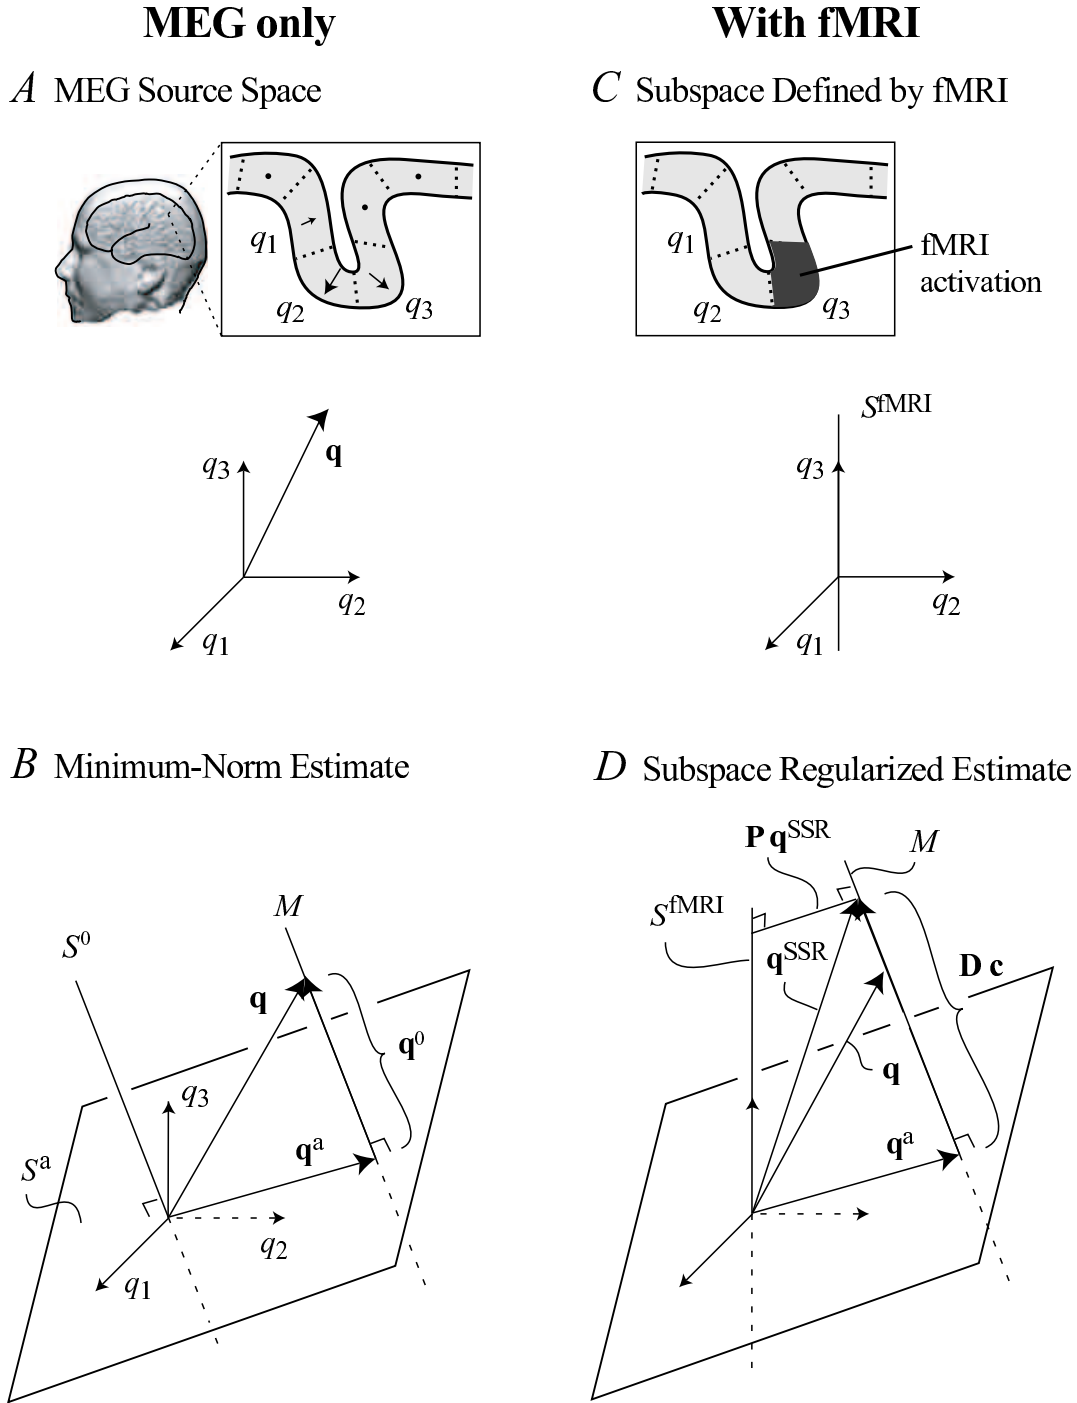 MEG only
With fMRI
A MEG Source Space
q1
q2
q3
q3
q
q2
q1
B Minimum-Norm Estimate
M
S0
q
q0
q3
qa
Sa
q2
q1
C Subspace Defined by fMRI
q1
q2
q3
fMRI
activation
SfMRI
q3
q2
q1
D Subspace Regularized Estimate
P qSSR
M
SfMRI
qSSR
D c
q
qa